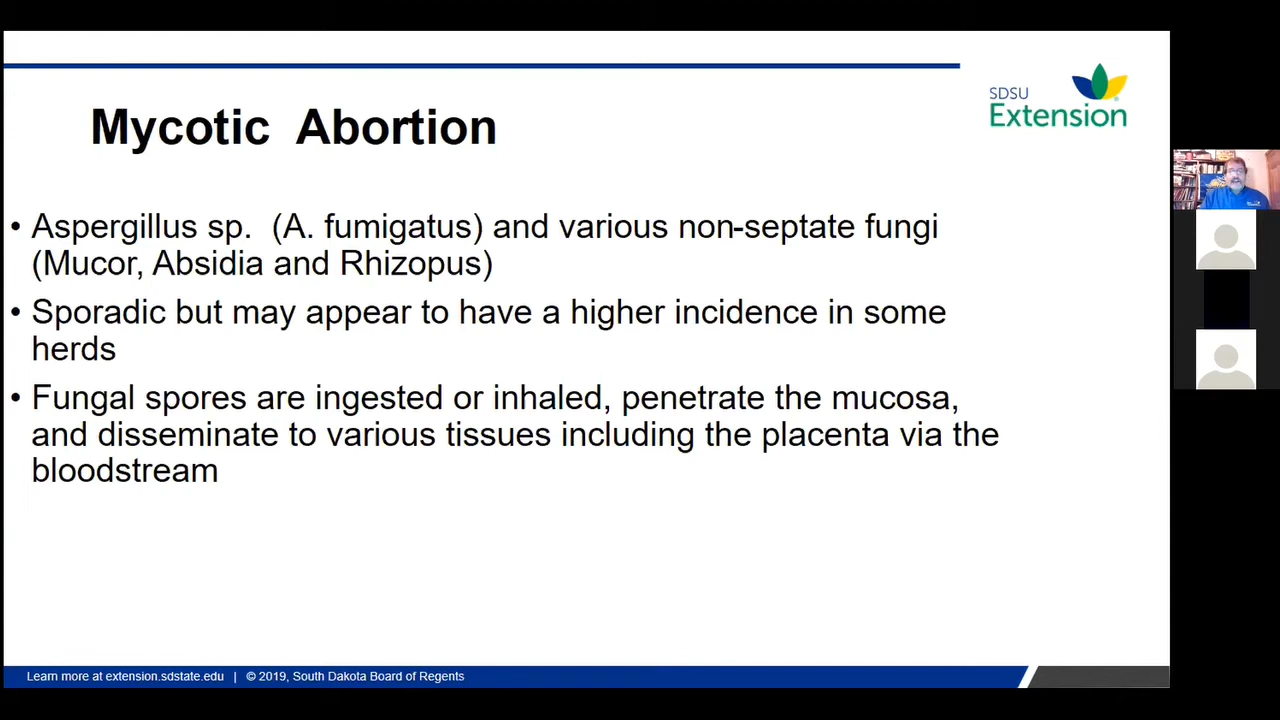 SDSU
Extension
Mycotic Abortion
• Aspergillus sp. (A. fumigatus) and various non-septate fungi
(Mucor, Absidia and Rhizopus)
• Sporadic but may appear to have a higher incidence in some
herds
• Fungal spores are ingested or inhaled, penetrate the mucosa,
and disseminate to various tissues including the placenta via the
bloodstream
Learn more at extension.sdstate.edu | © 2019, South Dakota Board of Regents